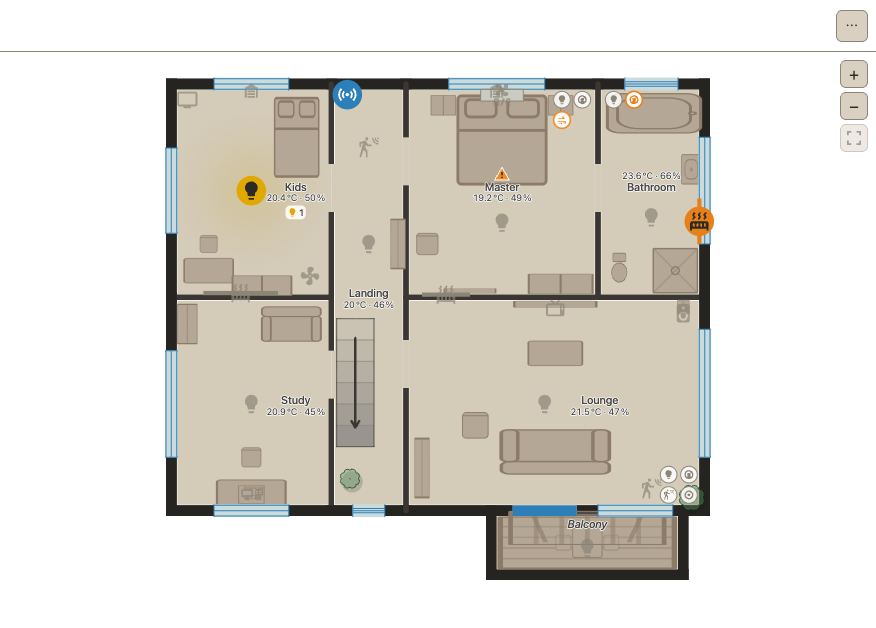 ...
+
−
Kids
20.4°C · 50%
1
Master
19.2°C · 49%
23.6°C · 66%
Bathroom
Landing
20°C · 46%
Study
20.9°C · 45%
Lounge
21.5°C · 47%
Balcony